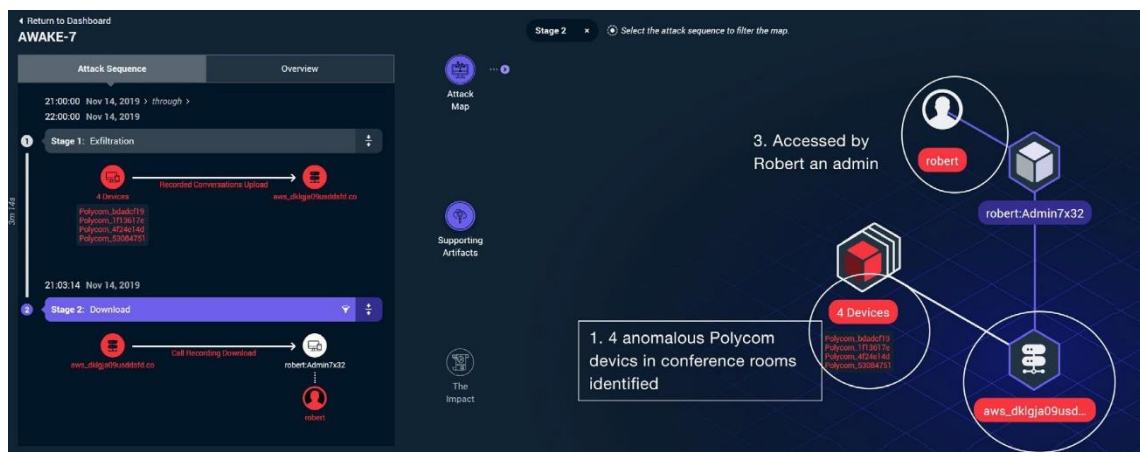 Return to Dashboard
AWAKE-7
Attack Sequence
Overview
21:00:00 Nov 14, 2019 > through >
22:00:00 Nov 14, 2019
1
Stage 1: Exfiltration
4 Devices
Recorded Conversations Upload
Polycom_bdadcf19
Polycom_1f13617e
Polycom_4f24e14d
Polycom_53084751
3m 14s
21:03:14 Nov 14, 2019
2
Stage 2: Download
Call Recording Download
robert:Admin7x32
robert
Attack
Map
Supporting
Artifacts
The
Impact
Stage 2 ×
Select the attack sequence to filter the map.
3. Accessed by
Robert an admin
robert
robert:Admin7x32
4 Devices
Polycom_bdadcf19
Polycom_1f13617e
Polycom_4f24e14d
Polycom_53084751
1. 4 anomalous Polycom
devics in conference rooms
identified
aws_dklgja09usd...